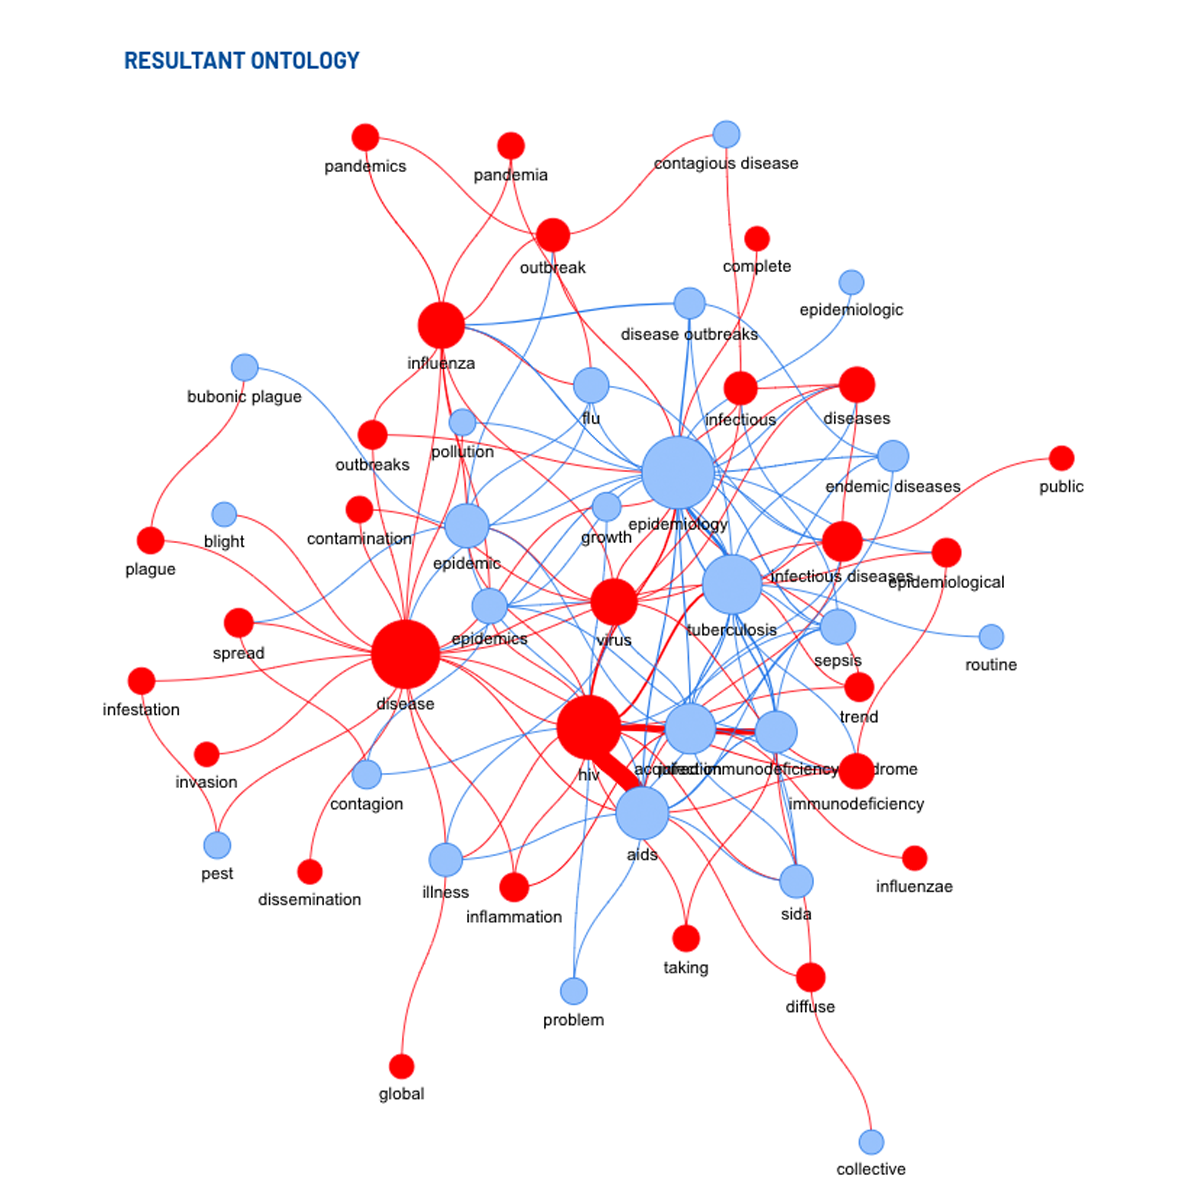 RESULTANT ONTOLOGY
pandemics
pandemia
contagious disease
outbreak
complete
epidemiologic
disease outbreaks
influenza
bubonic plague
flu
infectious
diseases
outbreaks
pollution
endemic diseases
public
epidemiology
growth
contamination
blight
epidemic
plague
infectious diseases
epidemiological
virus
tuberculosis
epidemics
spread
sepsis
routine
disease
infestation
trend
hiv
infection
immunodeficiency
invasion
contagion
immunodeficiency
aids
pest
illness
influenzae
dissemination
inflammation
sida
taking
diffuse
problem
global
collective